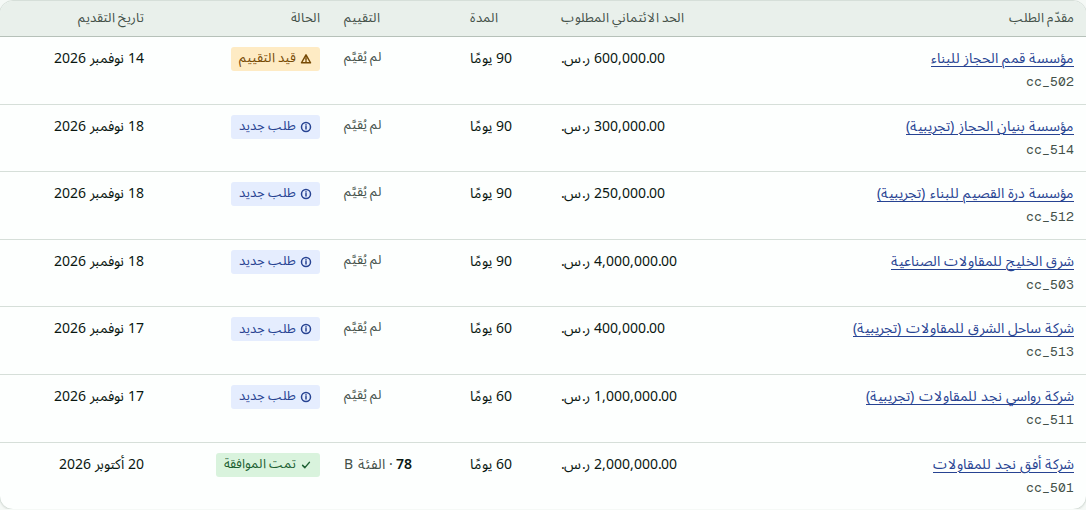 مقدّم الطلب الحد الائتماني المطلوب المدة التقييم الحالة تاريخ التقديم
مؤسسة قمم الحجاز للبناء 600,000.00 ر.س. 90 يومًا لم يُقيَّم قيد التقييم 14 نوفمبر 2026
cc_502
مؤسسة بنيان الحجاز (تجريبية) 300,000.00 ر.س. 90 يومًا لم يُقيَّم طلب جديد 18 نوفمبر 2026
cc_514
مؤسسة درة القصيم للبناء (تجريبية) 250,000.00 ر.س. 90 يومًا لم يُقيَّم طلب جديد 18 نوفمبر 2026
cc_512
شرق الخليج للمقاولات الصناعية 4,000,000.00 ر.س. 90 يومًا لم يُقيَّم طلب جديد 18 نوفمبر 2026
cc_503
شركة ساحل الشرق للمقاولات (تجريبية) 400,000.00 ر.س. 60 يومًا لم يُقيَّم طلب جديد 17 نوفمبر 2026
cc_513
شركة رواسي نجد للمقاولات (تجريبية) 1,000,000.00 ر.س. 60 يومًا لم يُقيَّم طلب جديد 17 نوفمبر 2026
cc_511
شركة أفق نجد للمقاولات 2,000,000.00 ر.س. 60 يومًا 78 · الفئة B تمت الموافقة 20 أكتوبر 2026
cc_501